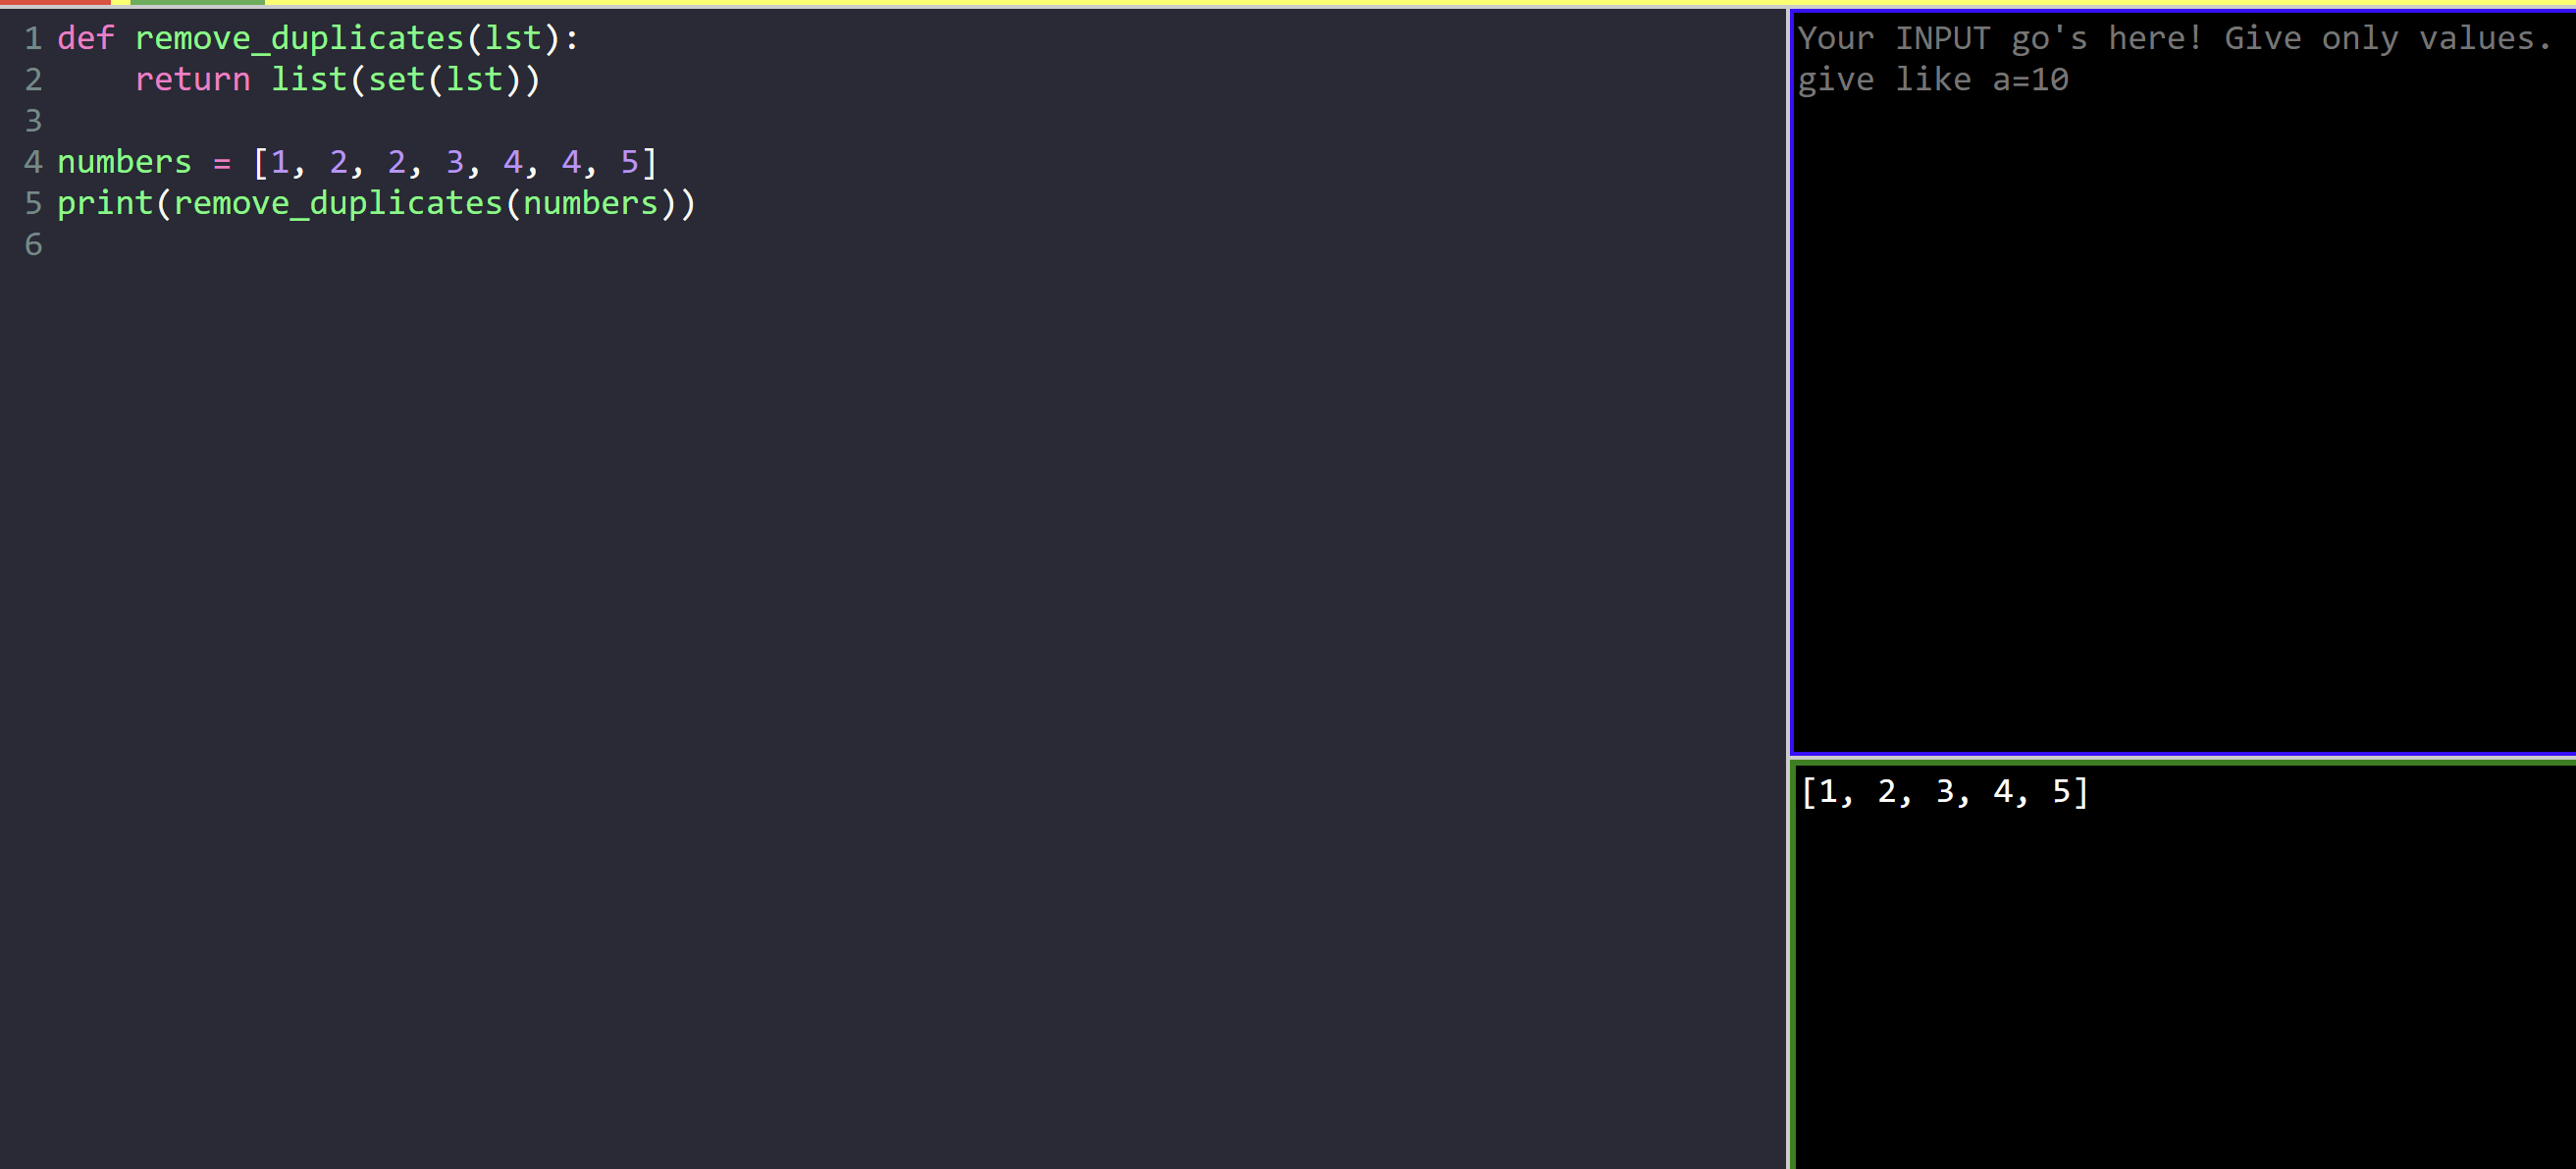 1 def remove_duplicates(lst):
2     return list(set(lst))
3
4 numbers = [1, 2, 2, 3, 4, 4, 5]
5 print(remove_duplicates(numbers))
6
Your INPUT go's here! Give only values.
give like a=10
[1, 2, 3, 4, 5]